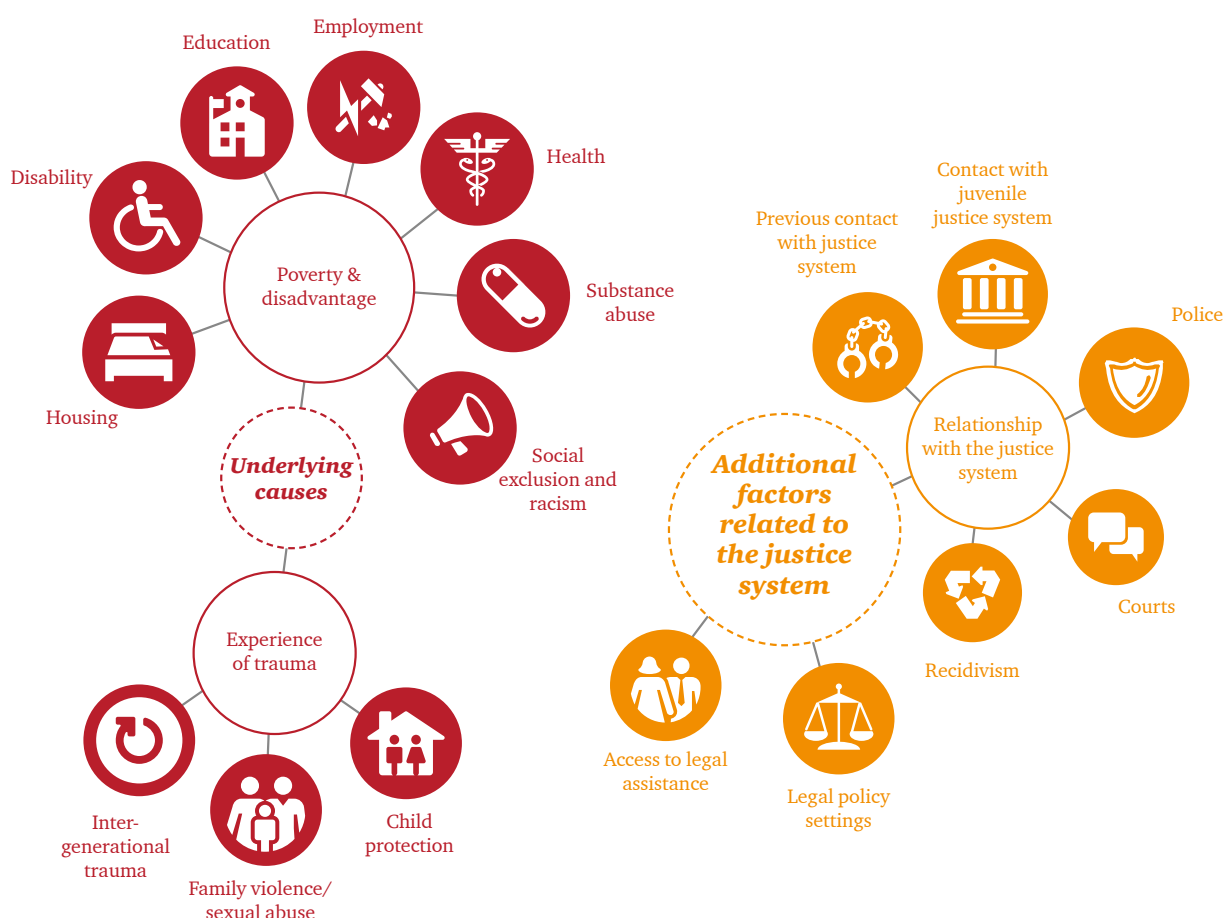 Employment
Education
Health
Disability
Poverty &
disadvantage
Substance
abuse
Housing
Social
exclusion and
racism
Underlying
causes
Experience
of trauma
Inter-
generational
trauma
Family violence/
sexual abuse
Child
protection
Contact with
juvenile
justice system
Previous contact
with justice
system
Police
Relationship
with the justice
system
Additional
factors
related to
the justice
system
Courts
Recidivism
Access to legal
assistance
Legal policy
settings